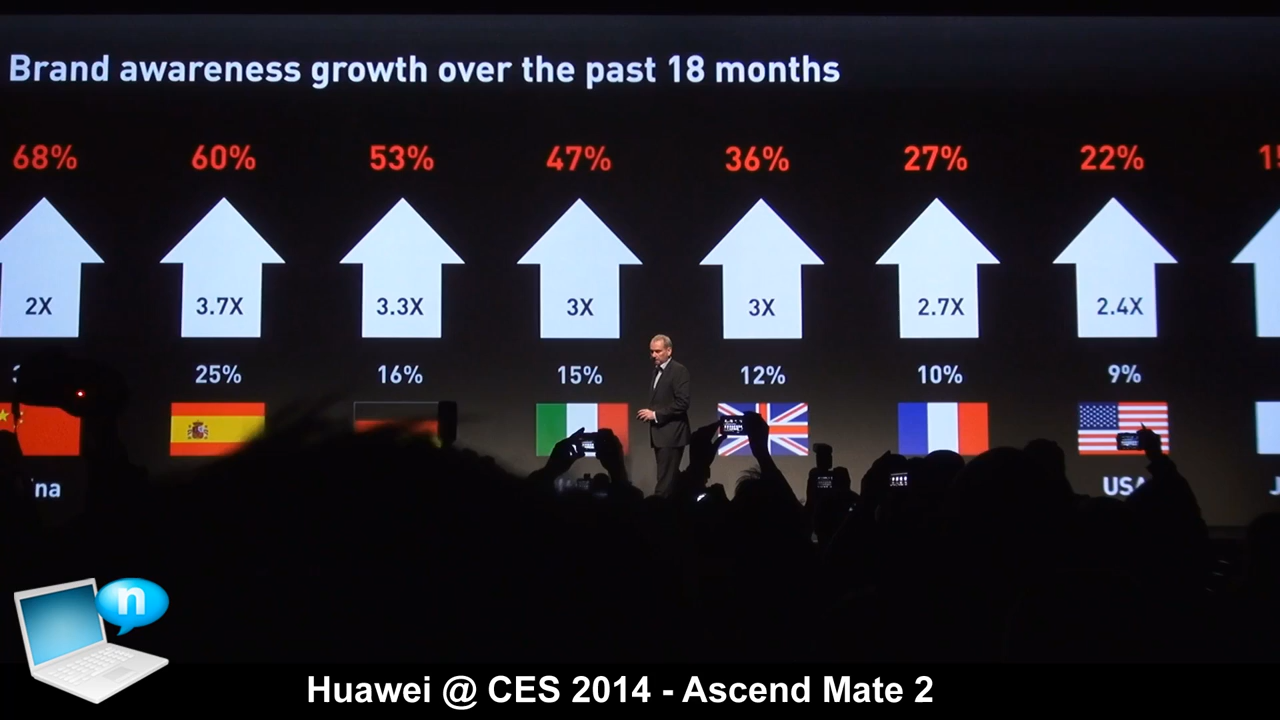 Brand awareness growth over the past 18 months
68% 60% 53% 47% 36% 27% 22%
2X 3.7X 3.3X 3X 3X 2.7X 2.4X
25% 16% 15% 12% 10% 9%
USA
n
Huawei @ CES 2014 - Ascend Mate 2